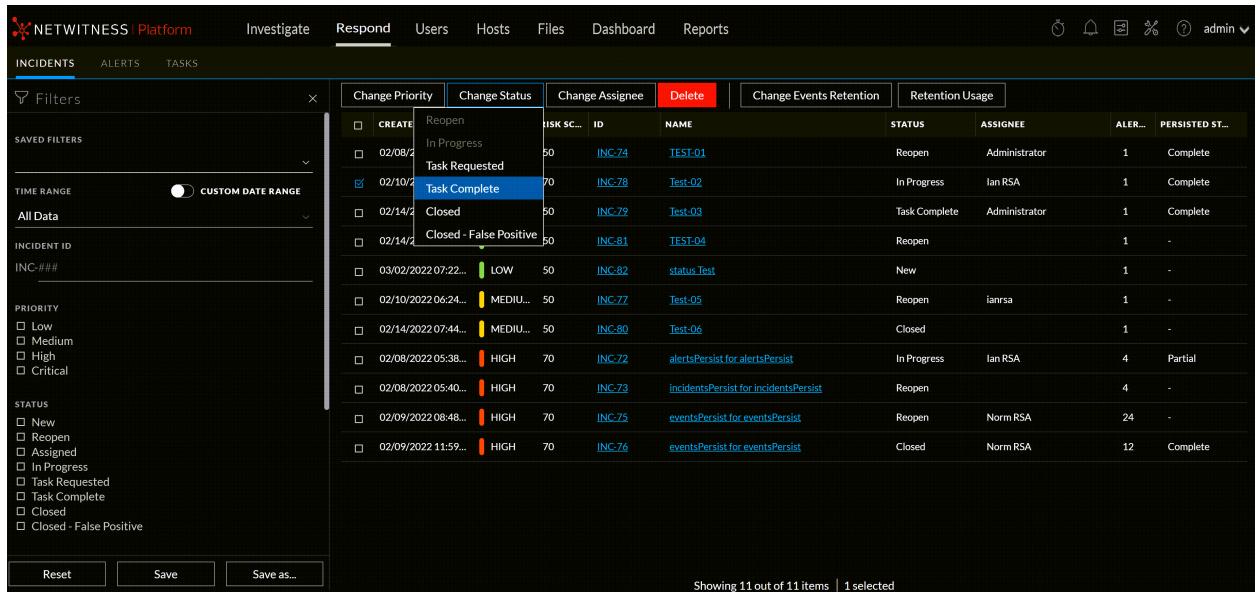 NETWITNESS Platform Investigate Respond Users Hosts Files Dashboard Reports admin
INCIDENTS ALERTS TASKS
Filters
SAVED FILTERS
TIME RANGE CUSTOM DATE RANGE
All Data
INCIDENT ID
INC-###
PRIORITY
Low
Medium
High
Critical
STATUS
New
Reopen
Assigned
In Progress
Task Requested
Task Complete
Closed
Closed - False Positive
Reset Save Save as...
Change Priority Change Status Change Assignee Delete Change Events Retention Retention Usage
Reopen
In Progress
Task Requested
Task Complete
Closed
Closed - False Positive
CREATE RISK SC... ID NAME STATUS ASSIGNEE ALER... PERSISTED ST...
02/08/2 50 INC-74 TEST-01 Reopen Administrator 1 Complete
02/10/2 70 INC-78 Test-02 In Progress Ian RSA 1 Complete
02/14/2 50 INC-79 Test-03 Task Complete Administrator 1 Complete
02/14/2 50 INC-81 TEST-04 Reopen 1 -
03/02/2022 07:22... LOW 50 INC-82 status Test New 1 -
02/10/2022 06:24... MEDIU... 50 INC-77 Test-05 Reopen ianrsa 1 -
02/14/2022 07:44... MEDIU... 50 INC-80 Test-06 Closed 1 -
02/08/2022 05:38... HIGH 70 INC-72 alertsPersist for alertsPersist In Progress Ian RSA 4 Partial
02/08/2022 05:40... HIGH 70 INC-73 incidentsPersist for incidentsPersist Reopen 4 -
02/09/2022 08:48... HIGH 70 INC-75 eventsPersist for eventsPersist Reopen Norm RSA 24 -
02/09/2022 11:59... HIGH 70 INC-76 eventsPersist for eventsPersist Closed Norm RSA 12 Complete
Showing 11 out of 11 items | 1 selected